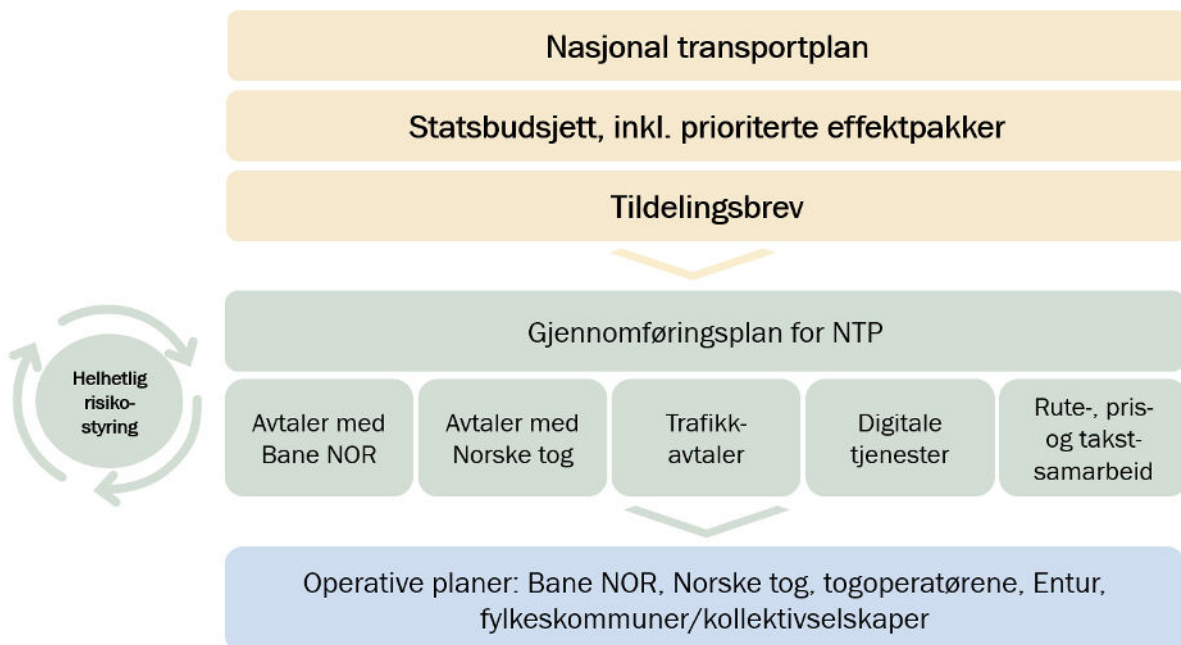 Nasjonal transportplan
Statsbudsjett, inkl. prioriterte effektpakker
Tildelingsbrev
Gjennomføringsplan for NTP
Helhetlig
risiko-
styring
Avtaler med
Bane NOR
Avtaler med
Norske tog
Trafikk-
avtaler
Digitale
tjenester
Rute-, pris-
og takst-
samarbeid
Operative planer: Bane NOR, Norske tog, togoperatørene, Entur,
fylkeskommuner/kollektivselskaper